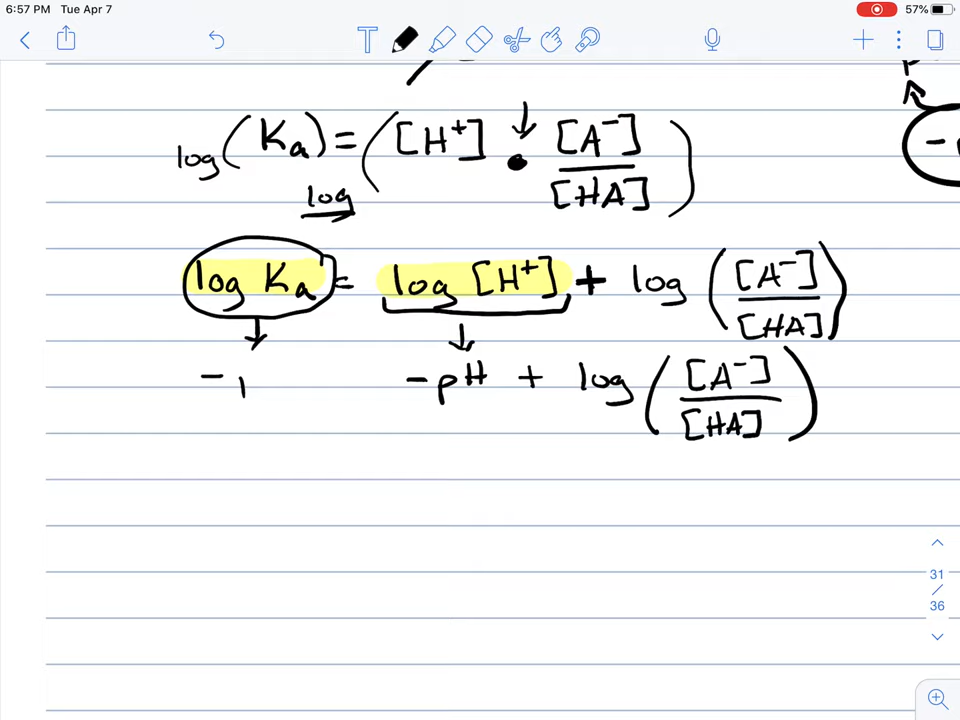 6:57 PM Tue Apr 7 57%
T
log(Ka) = ([H⁺] • [A⁻]/[HA])
log
log Ka = log [H⁺] + log ([A⁻]/[HA])
- -pH + log ([A⁻]/[HA])
31
/
36